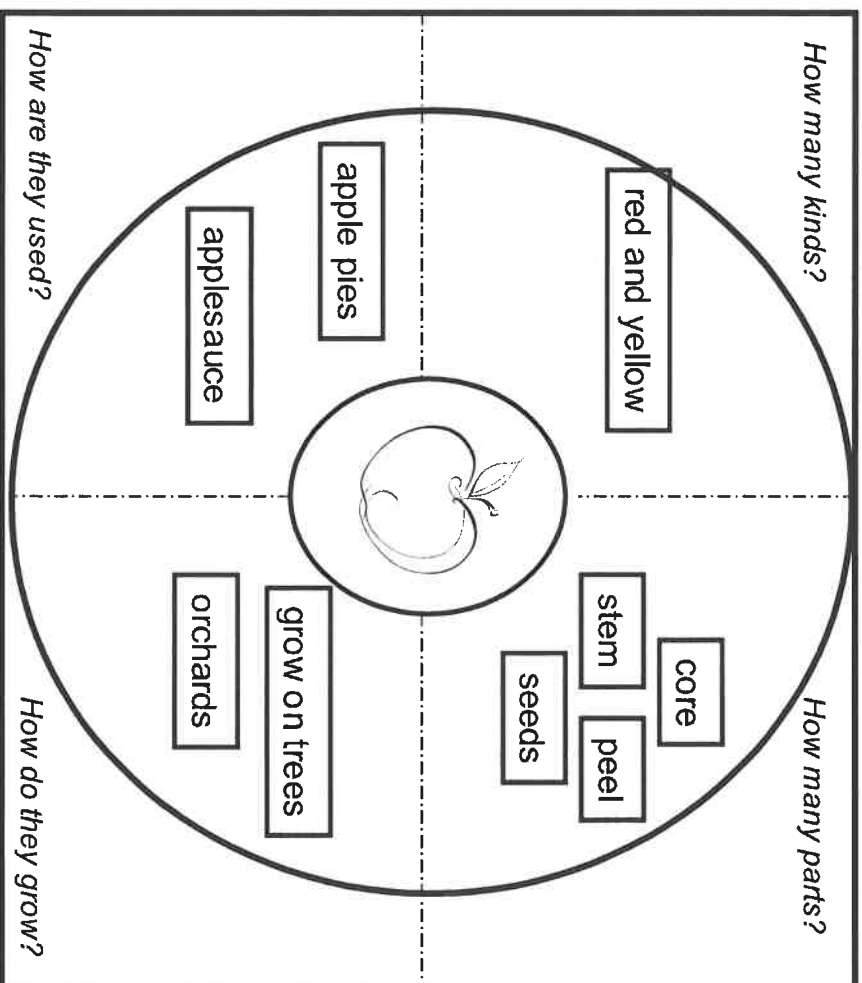 How many kinds?
How many parts?
red and yellow
core
stem
peel
seeds
apple pies
applesauce
grow on trees
orchards
How are they used?
How do they grow?